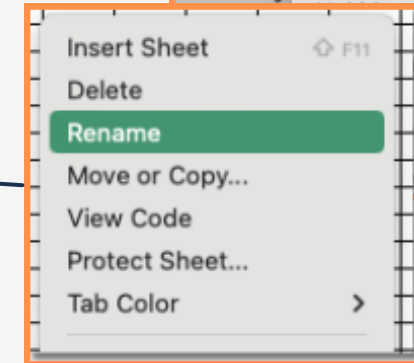 Insert Sheet ⇧ F11
Delete
Rename
Move or Copy...
View Code
Protect Sheet...
Tab Color >